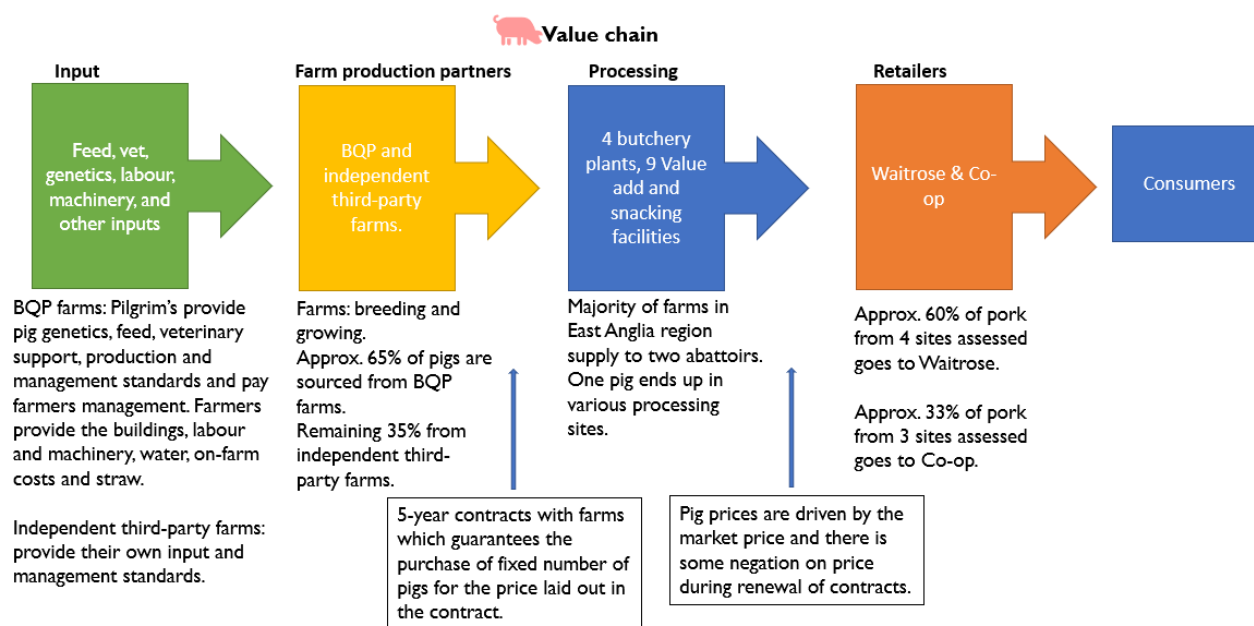 Value chain
Input
Feed, vet,
genetics, labour,
machinery, and
other inputs
BQP farms: Pilgrim's provide
pig genetics, feed, veterinary
support, production and
management standards and pay
farmers management. Farmers
provide the buildings, labour
and machinery, water, on-farm
costs and straw.
Independent third-party farms:
provide their own input and
management standards.
Farm production partners
BQP and
independent
third-party
farms.
Farms: breeding and
growing.
Approx. 65% of pigs are
sourced from BQP
farms.
Remaining 35% from
independent third-
party farms.
5-year contracts with farms
which guarantees the
purchase of fixed number of
pigs for the price laid out in
the contract.
Processing
4 butchery
plants, 9 Value
add and
snacking
facilities
Majority of farms in
East Anglia region
supply to two abattoirs.
One pig ends up in
various processing
sites.
Pig prices are driven by the
market price and there is
some negation on price
during renewal of contracts.
Retailers
Waitrose & Co-
op
Approx. 60% of pork
from 4 sites assessed
goes to Waitrose.
Approx. 33% of pork
from 3 sites assessed
goes to Co-op.
Consumers